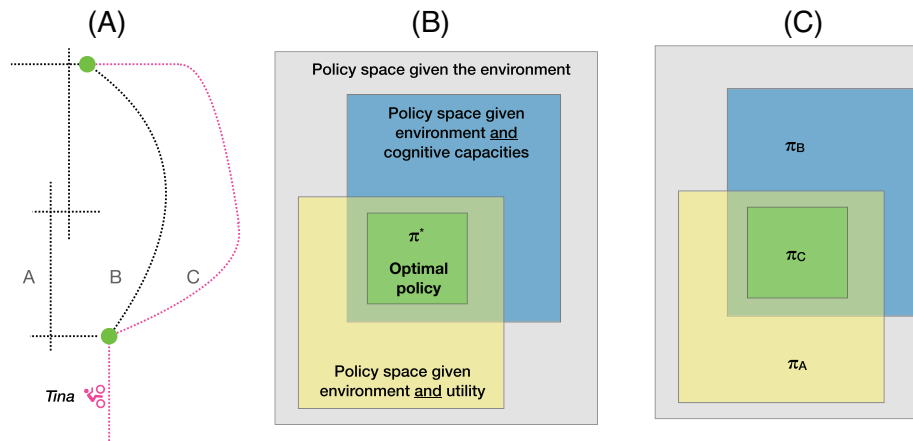 (A)
(B)
(C)
A
B
C
Tina
Policy space given the environment
Policy space given
environment and
cognitive capacities
π*
Optimal
policy
Policy space given
environment and utility
πB
πC
πA